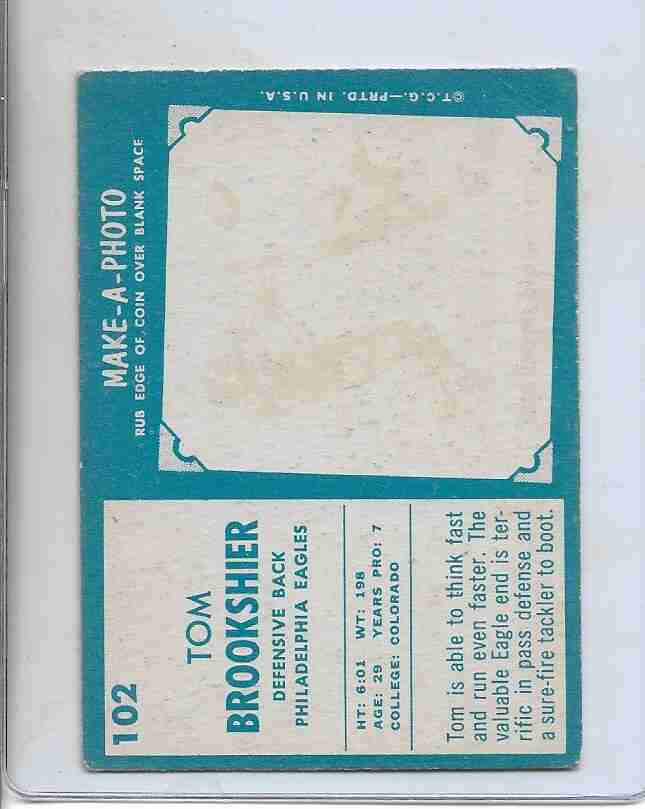 102
TOM
BROOKSHIER
DEFENSIVE BACK
PHILADELPHIA EAGLES
HT: 6:01 WT: 198
AGE: 29 YEARS PRO: 7
COLLEGE: COLORADO
Tom is able to think fast
and run even faster. The
valuable Eagle end is ter-
rific in pass defense and
a sure-fire tackler to boot.
MAKE-A-PHOTO
RUB EDGE OF COIN OVER BLANK SPACE
©T.C.G.—PRTD. IN U.S.A.